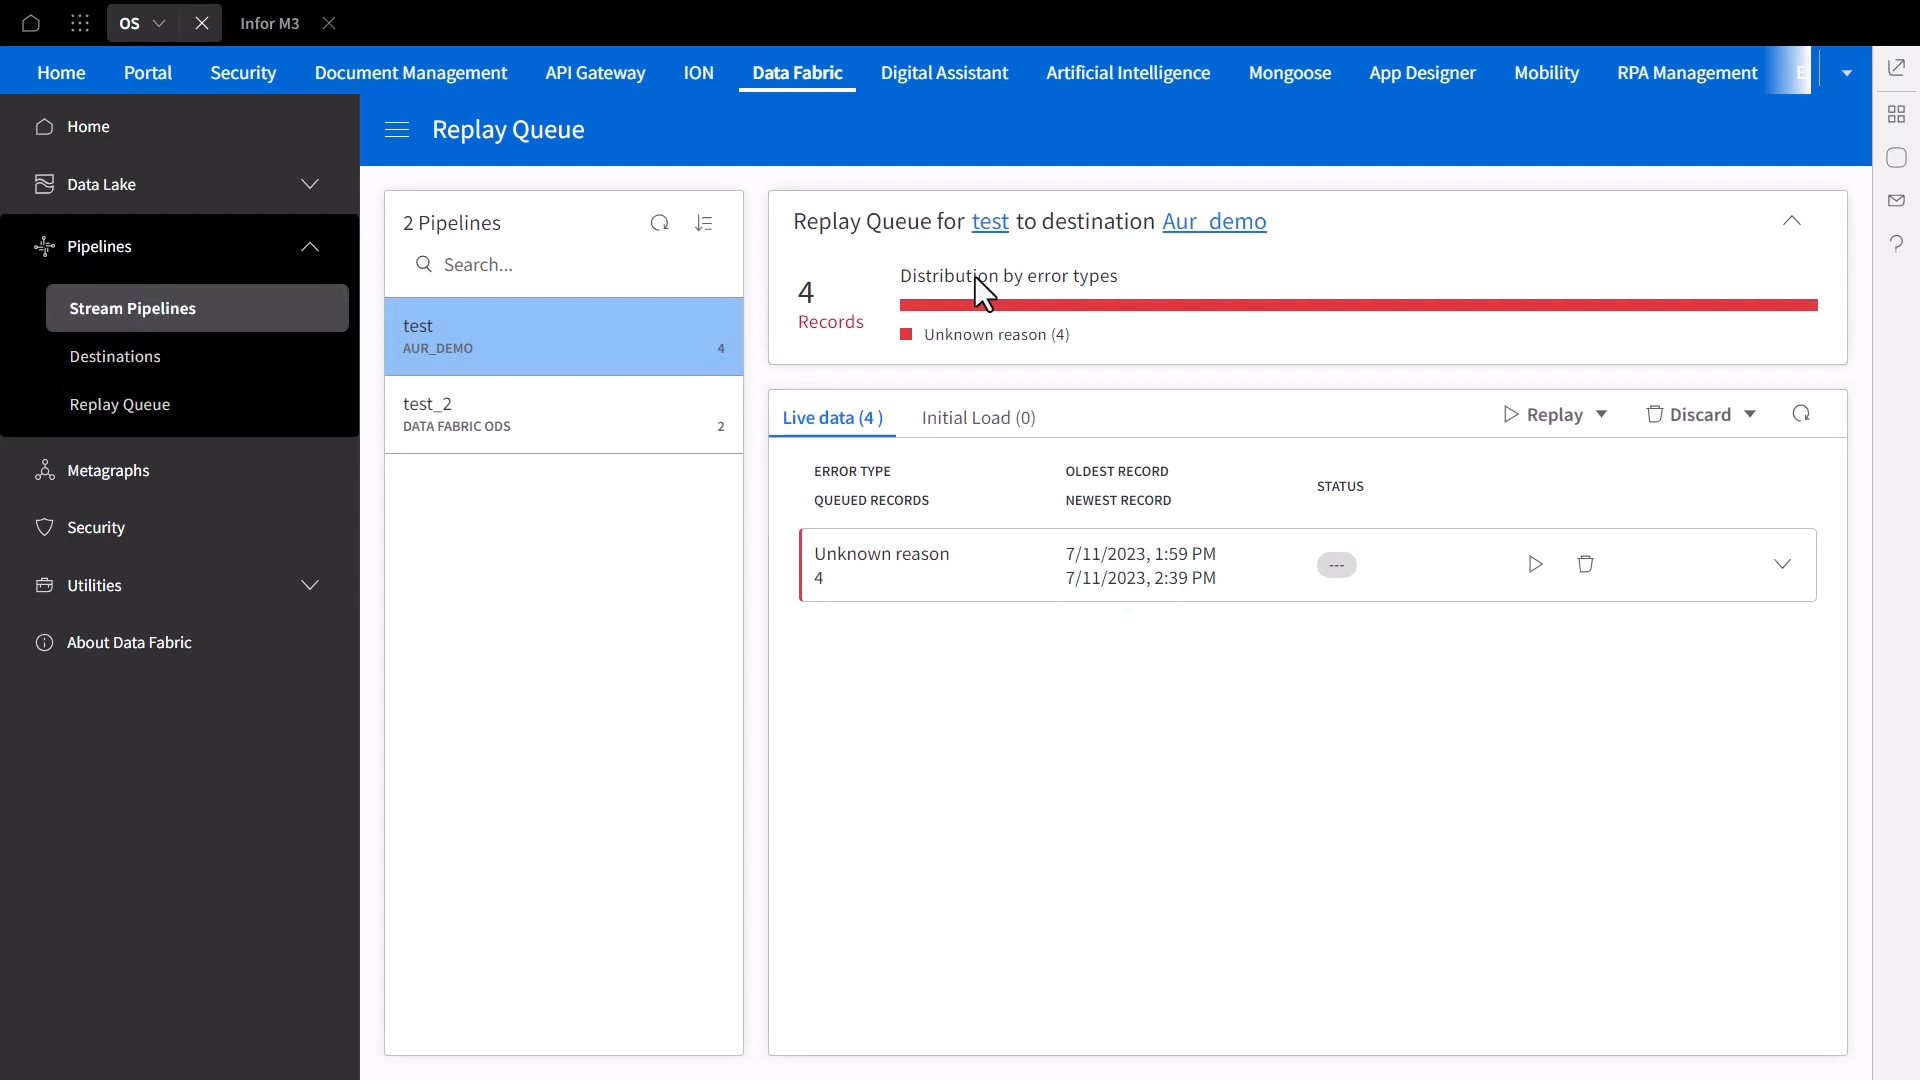 OS
Infor M3
Home
Portal
Security
Document Management
API Gateway
ION
Data Fabric
Digital Assistant
Artificial Intelligence
Mongoose
App Designer
Mobility
RPA Management
E
Home
Data Lake
Pipelines
Stream Pipelines
Destinations
Replay Queue
Metagraphs
Security
Utilities
About Data Fabric
Replay Queue
2 Pipelines
Search...
test
AUR_DEMO 4
test_2
DATA FABRIC ODS 2
Replay Queue for test to destination Aur_demo
4
Records
Distribution by error types
Unknown reason (4)
Live data (4 )
Initial Load (0)
Replay
Discard
ERROR TYPE
QUEUED RECORDS
OLDEST RECORD
NEWEST RECORD
STATUS
Unknown reason
4
7/11/2023, 1:59 PM
7/11/2023, 2:39 PM
---